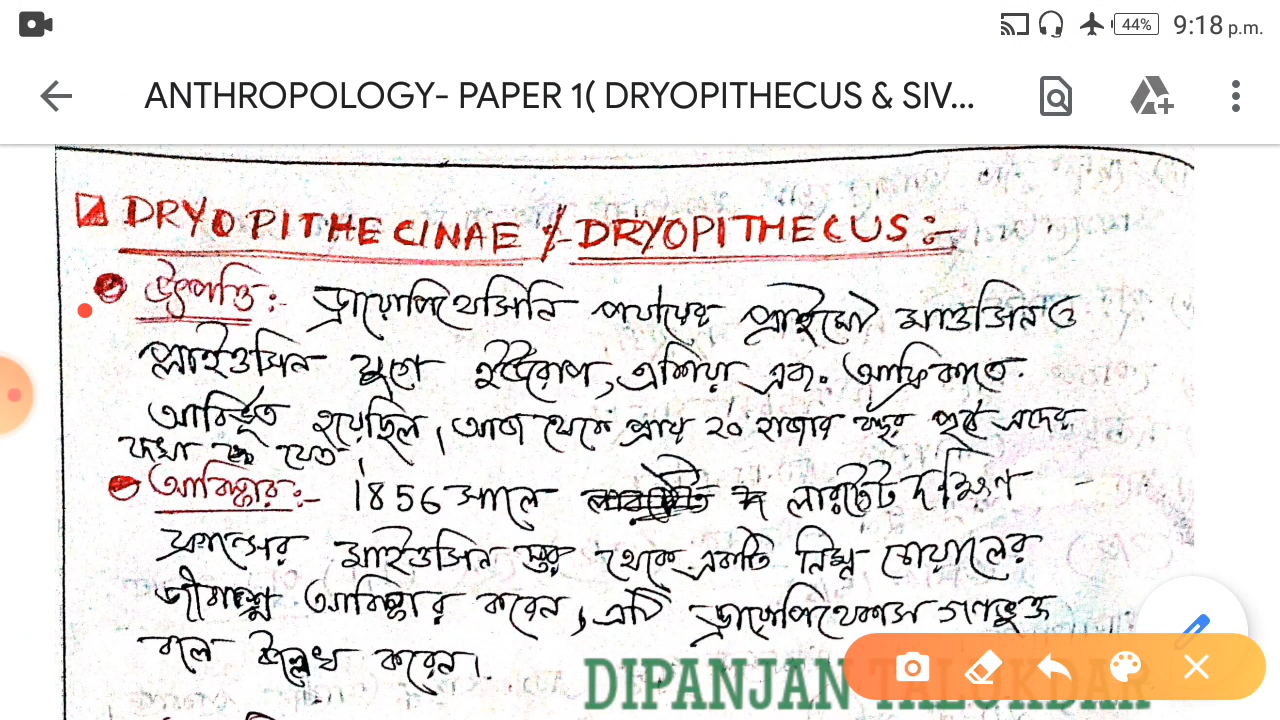 44% 9:18 p.m.
ANTHROPOLOGY- PAPER 1( DRYOPITHECUS & SIV...
DRYOPITHECINAE / DRYOPITHECUS :-
উৎপত্তি :- ড্রায়োপিথেসিনি পর্যায়ের প্লাইমো মাওসিন ও
প্লাইওসিন যুগে ইউরোপ, এশিয়া এবং আফ্রিকাতে
আবির্ভূত হয়েছিল, আজ থেকে প্রায় ২০ হাজার বছর পূর্বে এদের
দেখা যেত
আবিষ্কার :- 1856 সালে লারটেট দক্ষিণ
ফ্রান্সের মাইওসিন স্তর থেকে একটি নিম্ন চোয়ালের
জীবাশ্ম আবিষ্কার করেন, এটি ড্রায়োপিথেকাস গণভুক্ত
বলে উল্লেখ করেন।
DIPANJAN TALUKDAR